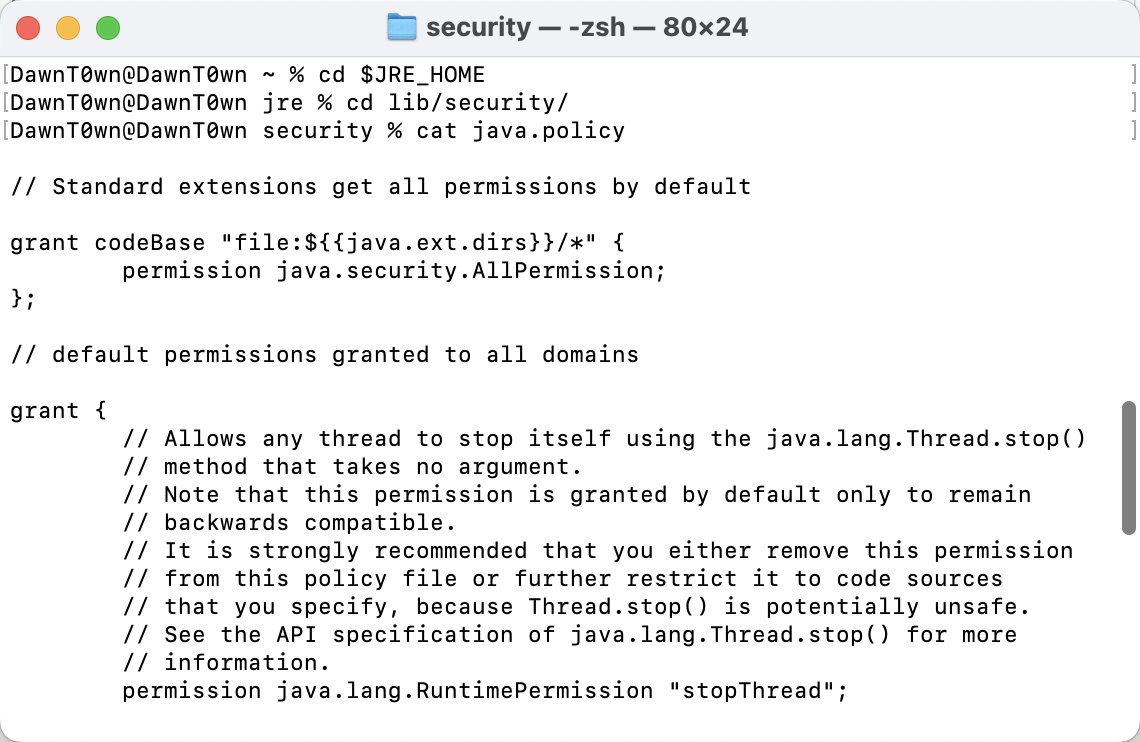 security — -zsh — 80×24
[DawnT0wn@DawnT0wn ~ % cd $JRE_HOME ]
[DawnT0wn@DawnT0wn jre % cd lib/security/ ]
[DawnT0wn@DawnT0wn security % cat java.policy ]
// Standard extensions get all permissions by default
grant codeBase "file:${{java.ext.dirs}}/*" {
        permission java.security.AllPermission;
};
// default permissions granted to all domains
grant {
        // Allows any thread to stop itself using the java.lang.Thread.stop()
        // method that takes no argument.
        // Note that this permission is granted by default only to remain
        // backwards compatible.
        // It is strongly recommended that you either remove this permission
        // from this policy file or further restrict it to code sources
        // that you specify, because Thread.stop() is potentially unsafe.
        // See the API specification of java.lang.Thread.stop() for more
        // information.
        permission java.lang.RuntimePermission "stopThread";